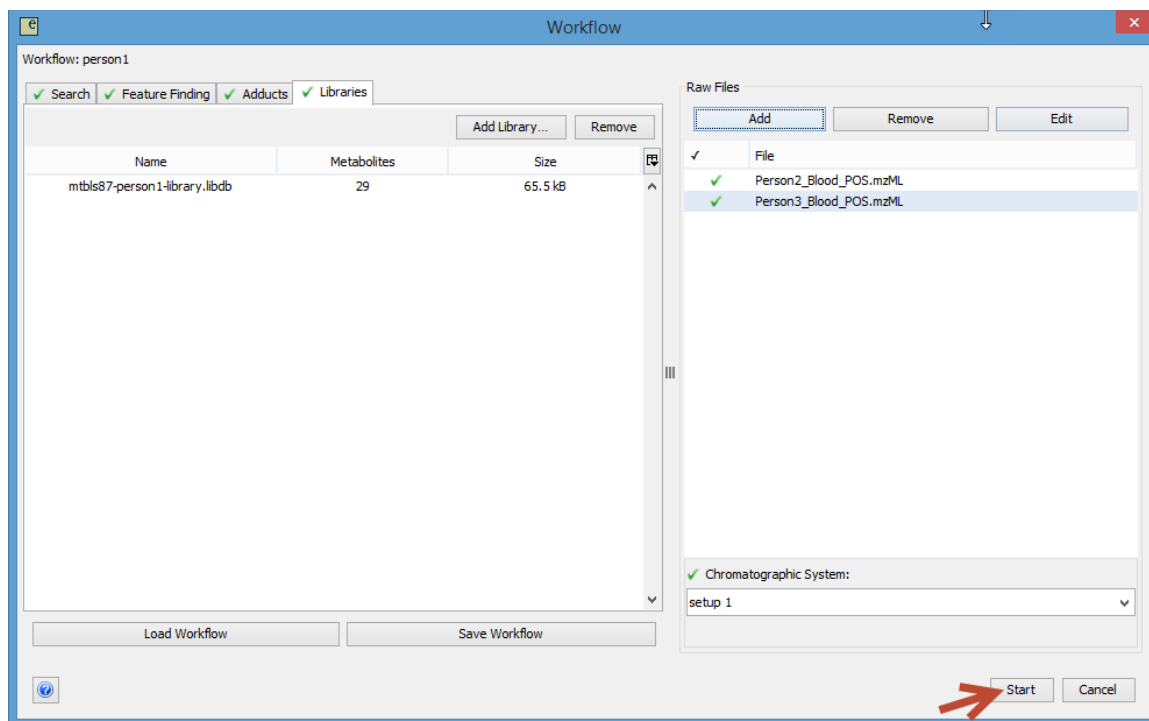 e
Workflow
Workflow: person1
✓ Search ✓ Feature Finding ✓ Adducts ✓ Libraries
Add Library... Remove
Name Metabolites Size
mtbls87-person1-library.libdb 29 65.5 kB
Load Workflow Save Workflow
Raw Files
Add Remove Edit
✓ File
✓ Person2_Blood_POS.mzML
✓ Person3_Blood_POS.mzML
✓ Chromatographic System:
setup 1
Start Cancel